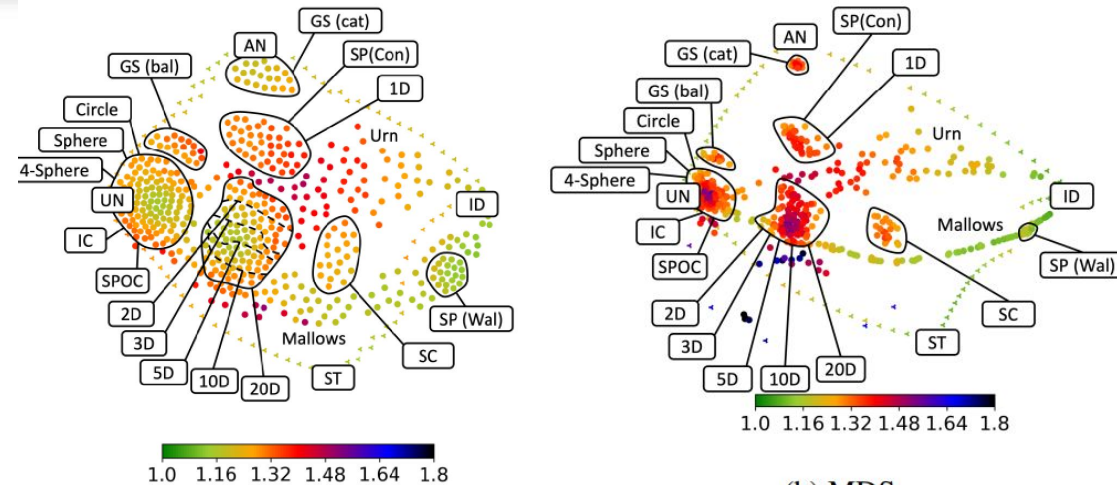 GS (cat)
AN
SP(Con)
GS (bal)
1D
Circle
Urn
Sphere
4-Sphere
UN
ID
IC
SPOC
2D
SP (Wal)
Mallows
3D
SC
5D
10D
20D
ST
1.0 1.16 1.32 1.48 1.64 1.8
SP(Con)
AN
GS (cat)
1D
GS (bal)
Circle
Urn
Sphere
4-Sphere
ID
UN
Mallows
IC
SP (Wal)
SPOC
2D
SC
3D
ST
20D
5D
10D
1.0 1.16 1.32 1.48 1.64 1.8
(b) MDS